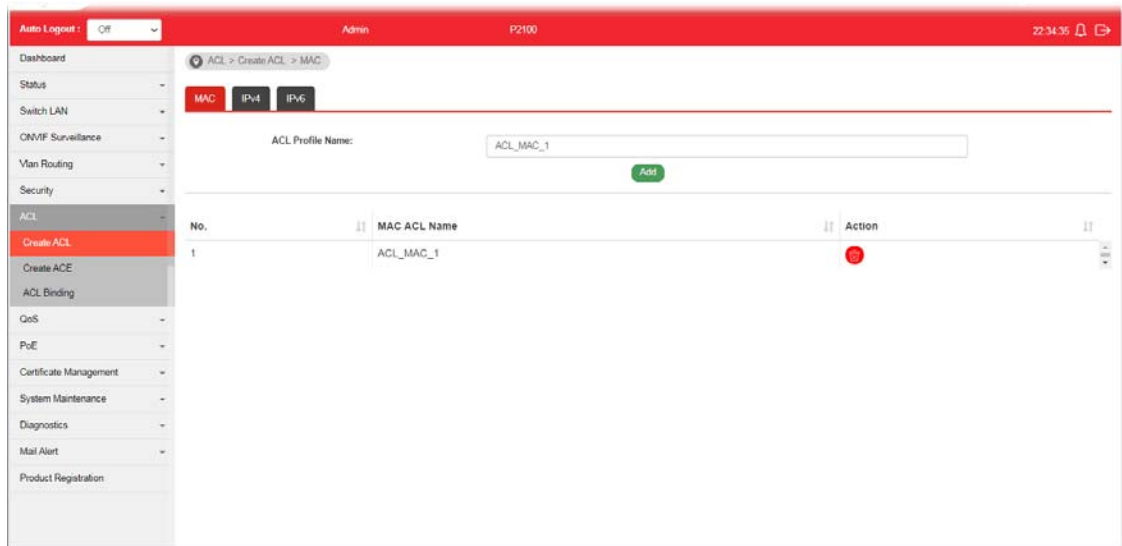 Auto Logout : Off Admin P2100 22:34:35
Dashboard
ACL > Create ACL > MAC
Status
MAC IPv4 IPv6
Switch LAN
ONVIF Surveillance
ACL Profile Name: ACL_MAC_1
Vlan Routing
Add
Security
ACL
No. MAC ACL Name Action
Create ACL
1 ACL_MAC_1
Create ACE
ACL Binding
QoS
PoE
Certificate Management
System Maintenance
Diagnostics
Mail Alert
Product Registration